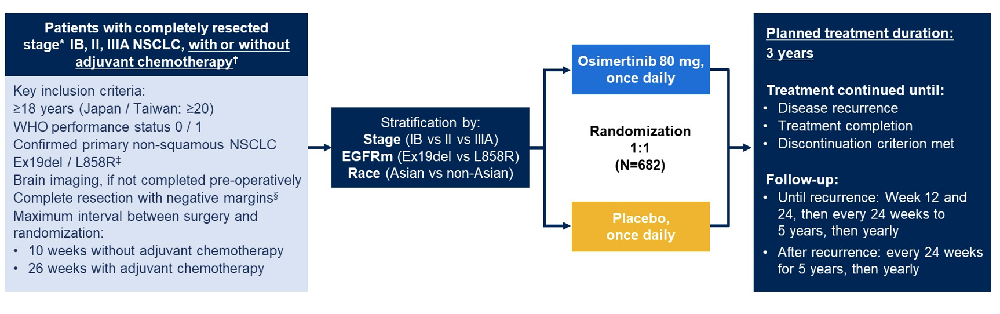 Patients with completely resected
stage* IB, II, IIIA NSCLC, with or without
adjuvant chemotherapy†
Key inclusion criteria:
≥18 years (Japan / Taiwan: ≥20)
WHO performance status 0 / 1
Confirmed primary non-squamous NSCLC
Ex19del / L858R‡
Brain imaging, if not completed pre-operatively
Complete resection with negative margins§
Maximum interval between surgery and
randomization:
• 10 weeks without adjuvant chemotherapy
• 26 weeks with adjuvant chemotherapy
Stratification by:
Stage (IB vs II vs IIIA)
EGFRm (Ex19del vs L858R)
Race (Asian vs non-Asian)
Osimertinib 80 mg,
once daily
Randomization
1:1
(N=682)
Placebo,
once daily
Planned treatment duration:
3 years
Treatment continued until:
• Disease recurrence
• Treatment completion
• Discontinuation criterion met
Follow-up:
• Until recurrence: Week 12 and
24, then every 24 weeks to
5 years, then yearly
• After recurrence: every 24 weeks
for 5 years, then yearly